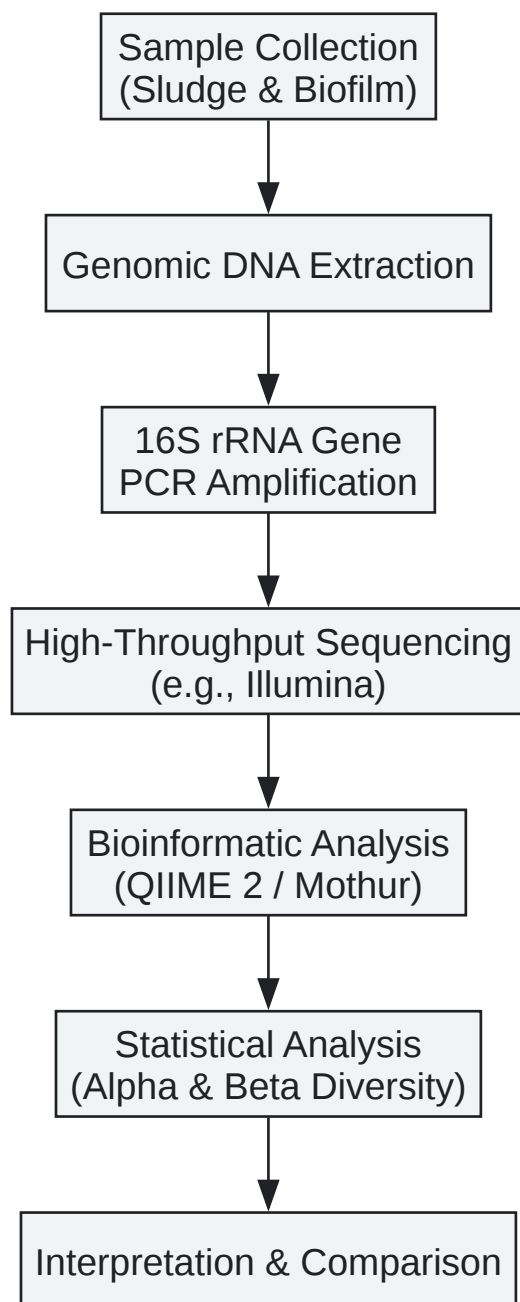 Sample Collection
(Sludge & Biofilm)
Genomic DNA Extraction
16S rRNA Gene
PCR Amplification
High-Throughput Sequencing
(e.g., Illumina)
Bioinformatic Analysis
(QIIME 2 / Mothur)
Statistical Analysis
(Alpha & Beta Diversity)
Interpretation & Comparison